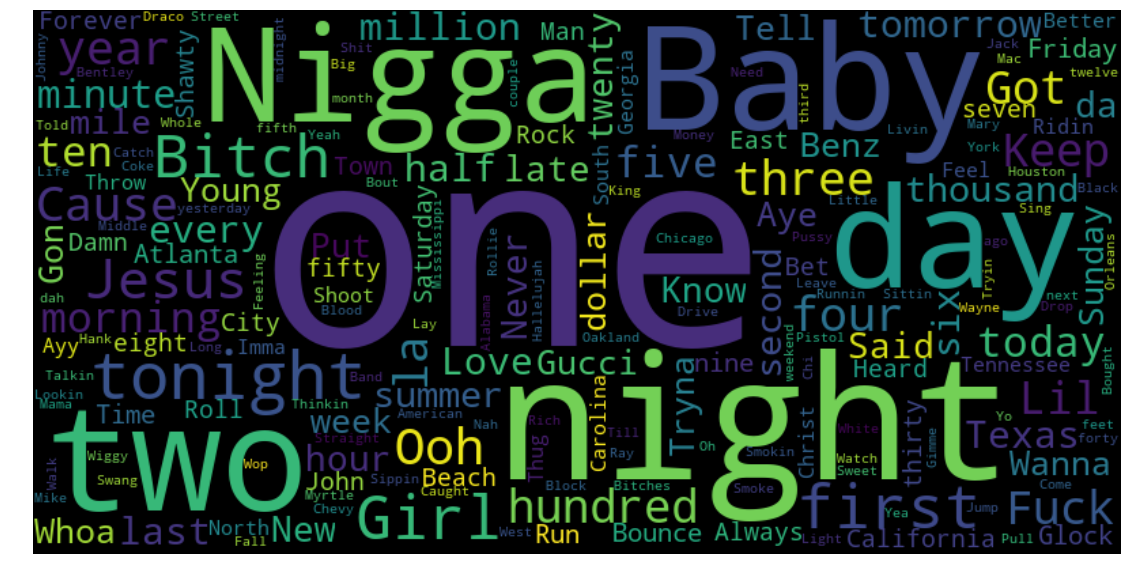 Forever Draco Street million Man Tell tomorrow Better
Johnny year Bentley midnight Nigga Shit Big couple Baby Jack Mac Friday
minute Shawty month twenty Georgia Need third Got seven twelve da
Told mile Whole fifth Yeah Rock Money East Benz Livin Mary York Ridin Keep
ten Catch Coke Bitch Town half late South five three Feel Houston
Life Throw Young Bout King Little thousand Sing Black
Cause Middle yesterday one Aye Pussy day ago
Gon Damn every Put Saturday Mississippi Rollie Never dollar Chicago second Sunday Orleans
Atlanta Feeling fifty Hallelujah Know Bet Leave Tryin
dah Jesus Shoot Blood Alabama Runnin Sittin Wayne next Drop
morning City Lay Oakland Drive weekend Pistol four six
Ayy Hank eight Long Imma la Love Gucci Tryna nine Chi Said today
Talkin tonight Band summer Heard Tennessee Bought
Lookin Mama Thinkin American Carolina night Christ Yo Lil
Time Roll week Nah Rich Till Oh White thirty Gimme Texas feet forty
two Straight Ooh Thug Ray Smokin Watch Sweet
Walk Wiggy Wop hour Sippin Beach Block Bitches Smoke Wanna
Mike Swang John Caught Come
Myrtle Chevy Girl hundred first Jump Fuck
Whoa last North Fall New West Run Bounce Always Light Yea California Pull Glock